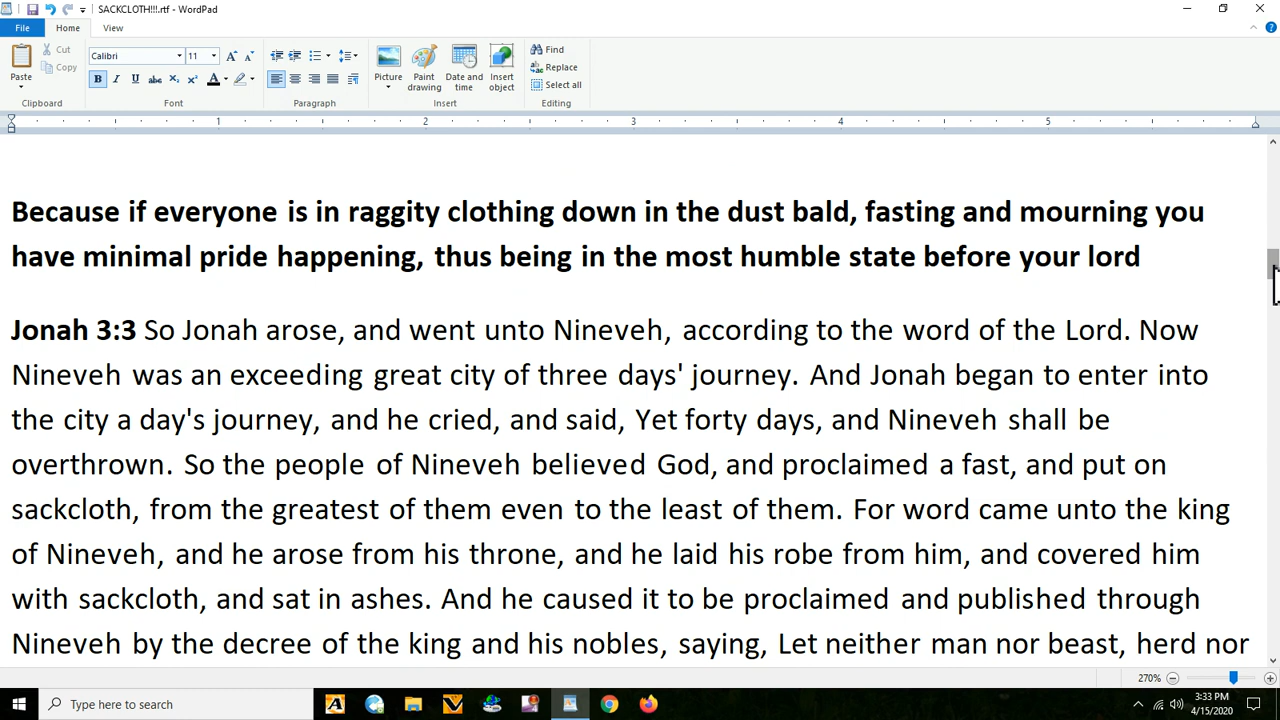 SACKCLOTH!!!.rtf - WordPad
File Home View
Paste Cut Copy
Calibri 11
B I U abc X₂ X² A
Picture Paint drawing Date and time Insert object
Find Replace Select all
Clipboard Font Paragraph Insert Editing
1 2 3 4 5
Because if everyone is in raggity clothing down in the dust bald, fasting and mourning you
have minimal pride happening, thus being in the most humble state before your lord
Jonah 3:3 So Jonah arose, and went unto Nineveh, according to the word of the Lord. Now
Nineveh was an exceeding great city of three days' journey. And Jonah began to enter into
the city a day's journey, and he cried, and said, Yet forty days, and Nineveh shall be
overthrown. So the people of Nineveh believed God, and proclaimed a fast, and put on
sackcloth, from the greatest of them even to the least of them. For word came unto the king
of Nineveh, and he arose from his throne, and he laid his robe from him, and covered him
with sackcloth, and sat in ashes. And he caused it to be proclaimed and published through
Nineveh by the decree of the king and his nobles, saying, Let neither man nor beast, herd nor
270%
Type here to search
3:33 PM
4/15/2020